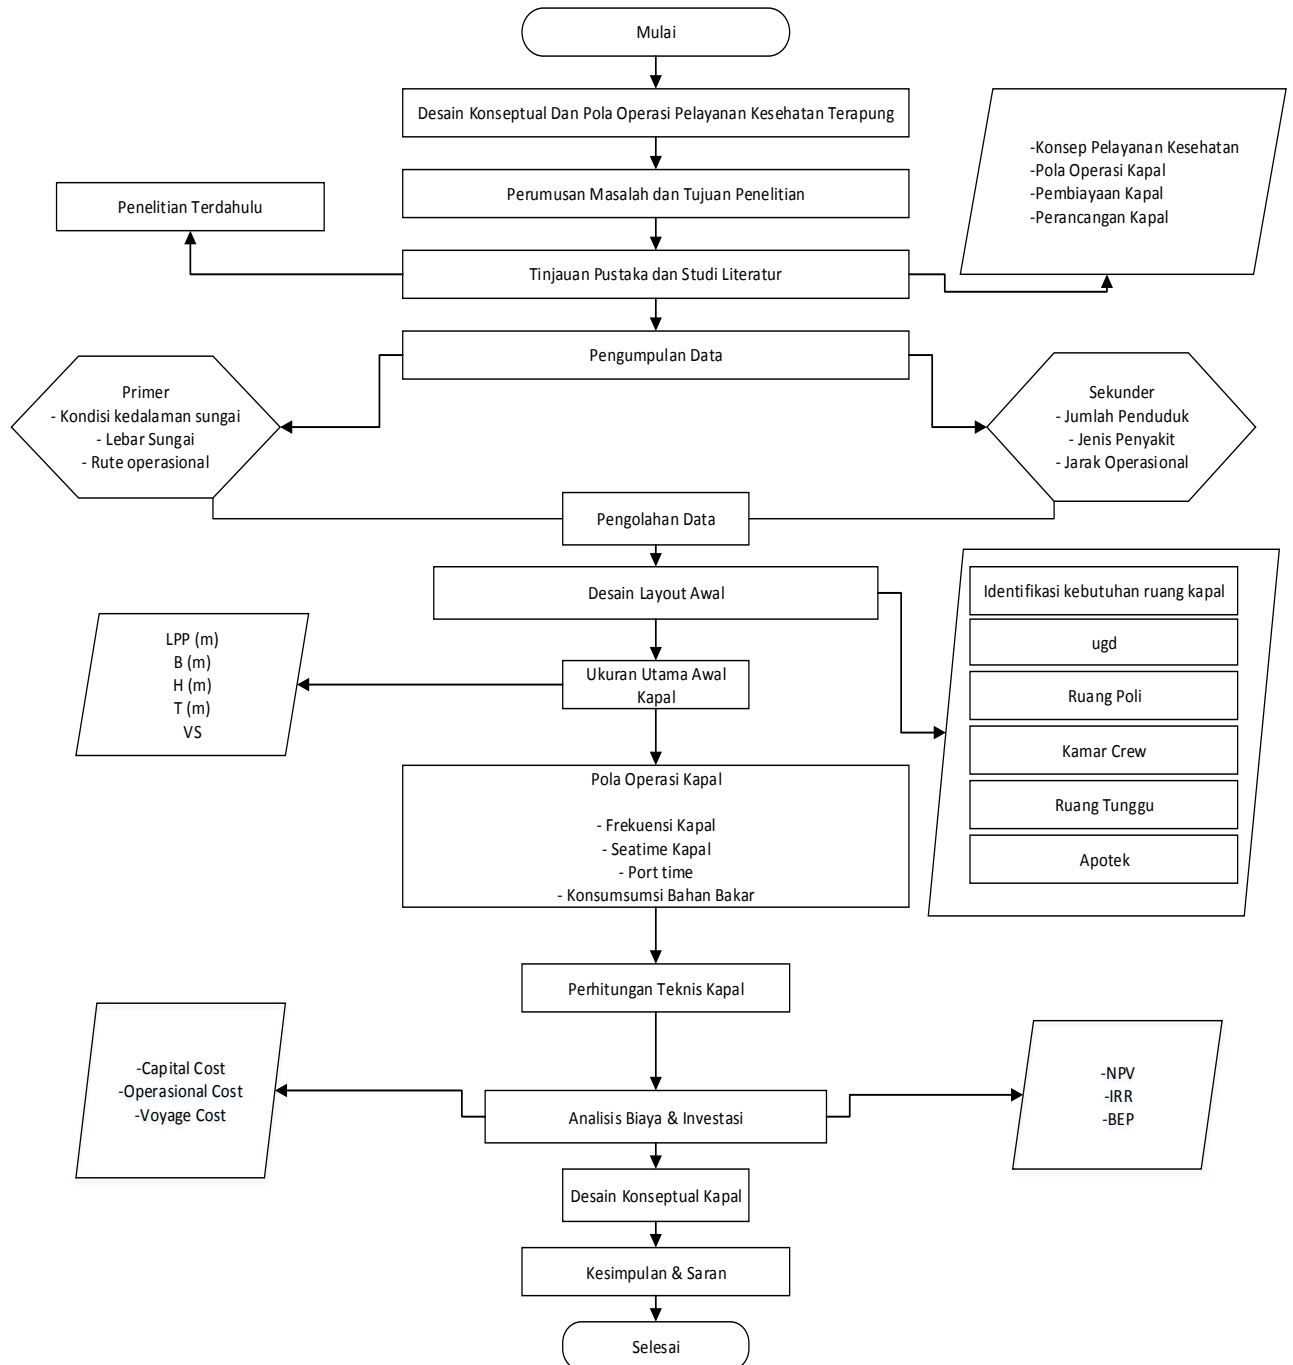 Mulai
Desain Konseptual Dan Pola Operasi Pelayanan Kesehatan Terapung
-Konsep Pelayanan Kesehatan
-Pola Operasi Kapal
-Pembiayaan Kapal
-Perancangan Kapal
Perumusan Masalah dan Tujuan Penelitian
Penelitian Terdahulu
Tinjauan Pustaka dan Studi Literatur
Pengumpulan Data
Primer
- Kondisi kedalaman sungai
- Lebar Sungai
- Rute operasional
Sekunder
- Jumlah Penduduk
- Jenis Penyakit
- Jarak Operasional
Pengolahan Data
Desain Layout Awal
Identifikasi kebutuhan ruang kapal
ugd
Ruang Poli
Kamar Crew
Ruang Tunggu
Apotek
LPP (m)
B (m)
H (m)
T (m)
VS
Ukuran Utama Awal
Kapal
Pola Operasi Kapal
- Frekuensi Kapal
- Seatime Kapal
- Port time
- Konsumsumsi Bahan Bakar
Perhitungan Teknis Kapal
-Capital Cost
-Operasional Cost
-Voyage Cost
-NPV
-IRR
-BEP
Analisis Biaya & Investasi
Desain Konseptual Kapal
Kesimpulan & Saran
Selesai